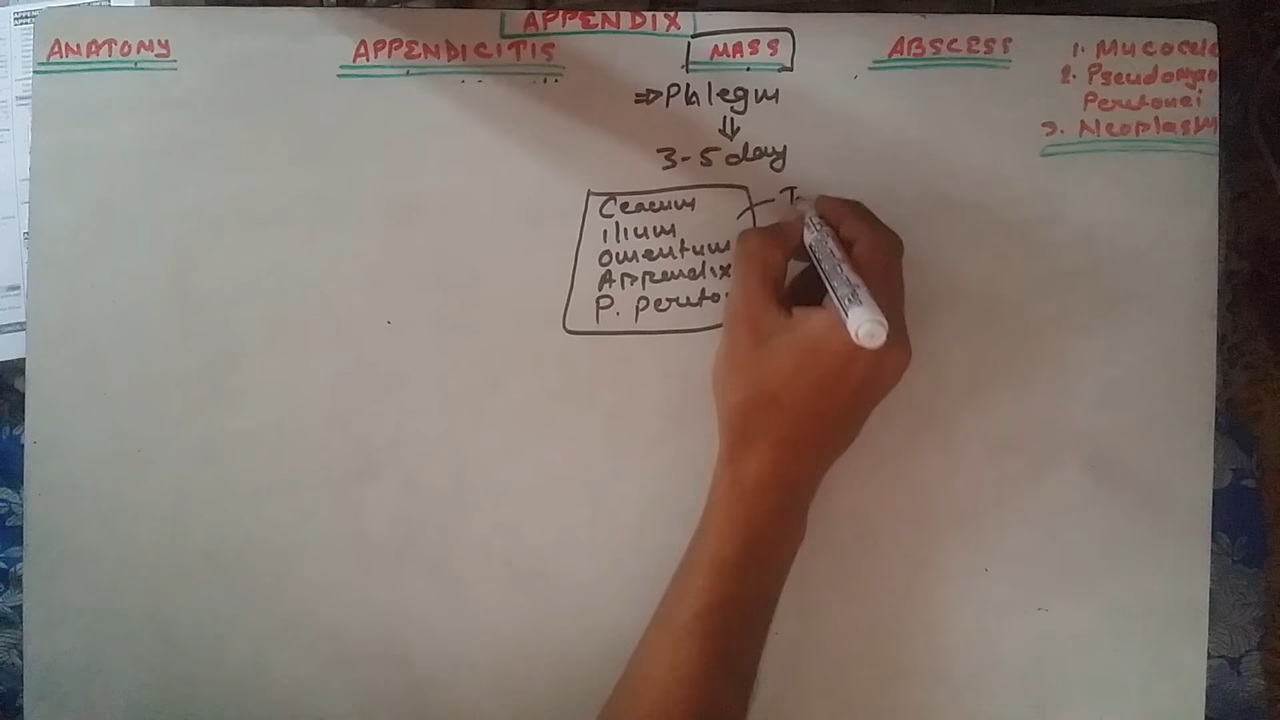 APPENDIX
ANATOMY
APPENDICITIS
MASS
ABSCESS
⇒Phlegm
3-5 day
Ceacum
ilium
omentum
Appendix
P. perito
1. Mucocele
2. Pseudomyxo
Peritonei
3. Neoplasm